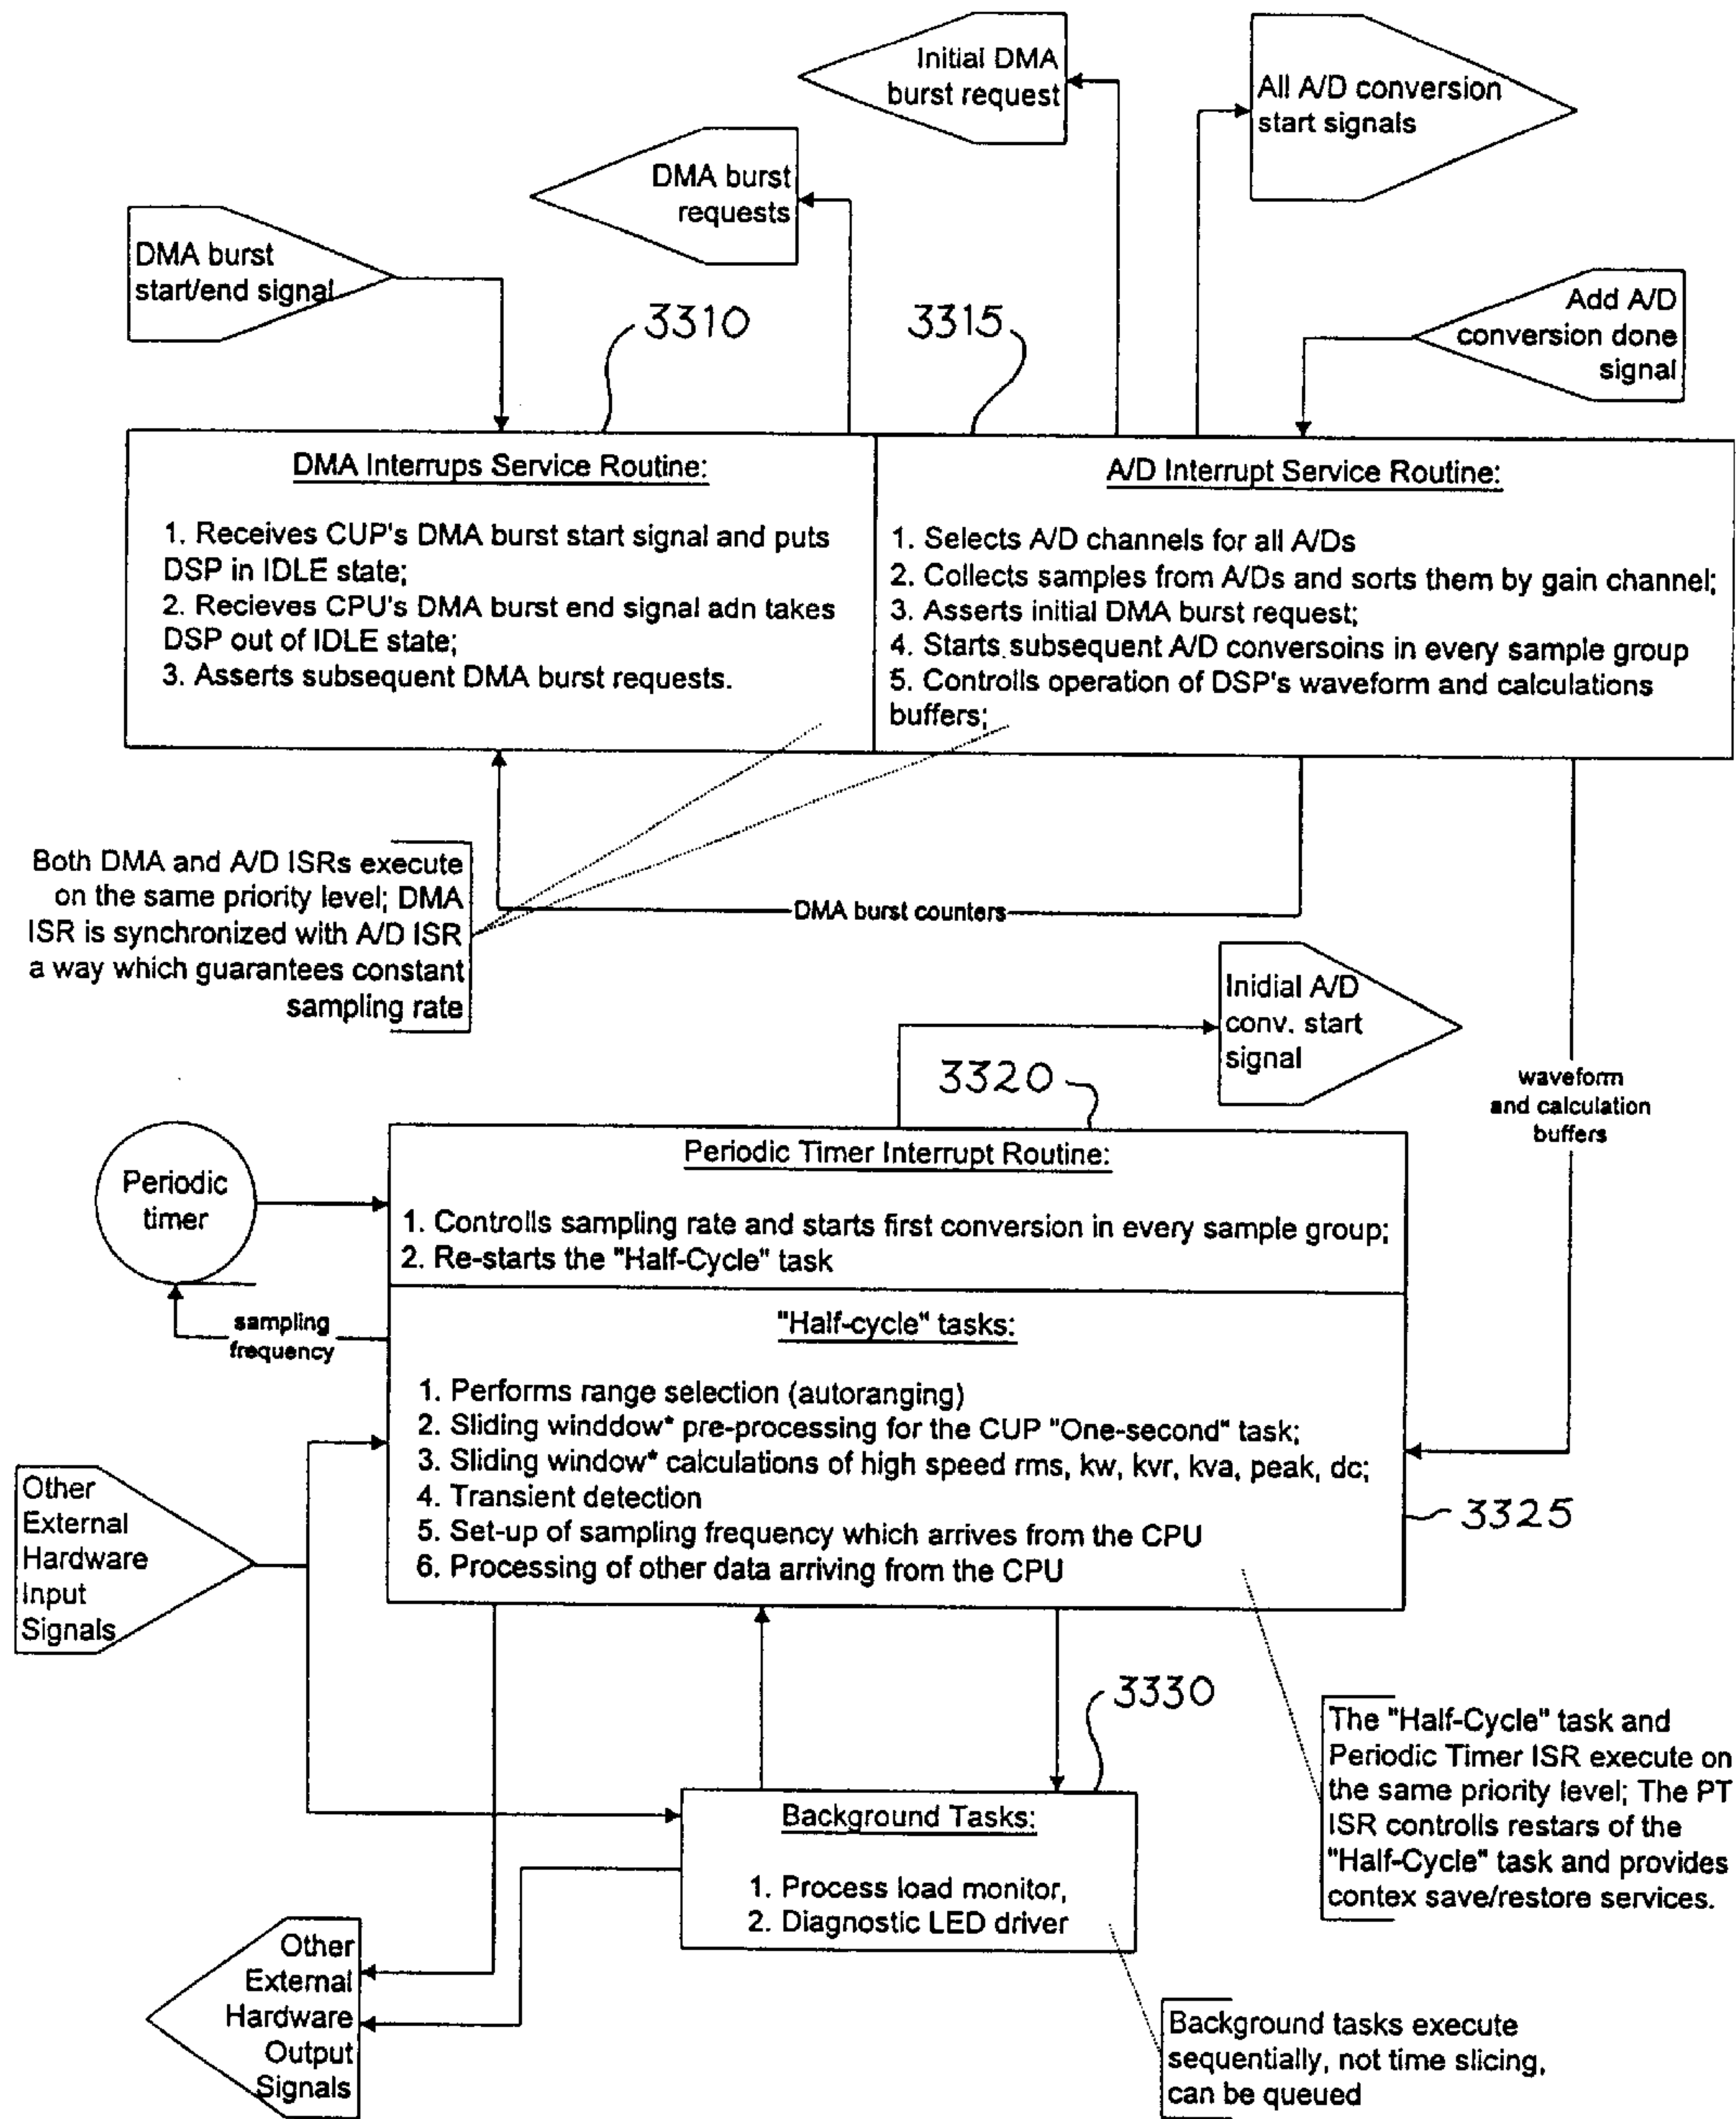 Initial DMA
burst request
All A/D conversion
start signals
DMA burst
requests
DMA burst
start/end signal
Add A/D
conversion done
signal
3310
3315
DMA Interrups Service Routine:
1. Receives CUP's DMA burst start signal and puts
DSP in IDLE state;
2. Recieves CPU's DMA burst end signal adn takes
DSP out of IDLE state;
3. Asserts subsequent DMA burst requests.
A/D Interrupt Service Routine:
1. Selects A/D channels for all A/Ds
2. Collects samples from A/Ds and sorts them by gain channel;
3. Asserts initial DMA burst request;
4. Starts subsequent A/D conversoins in every sample group
5. Controlls operation of DSP's waveform and calculations
buffers;
Both DMA and A/D ISRs execute
on the same priority level; DMA
ISR is synchronized with A/D ISR
a way which guarantees constant
sampling rate
DMA burst counters
Inidial A/D
conv. start
signal
waveform
and calculation
buffers
3320
Periodic
timer
Periodic Timer Interrupt Routine:
1. Controlls sampling rate and starts first conversion in every sample group;
2. Re-starts the "Half-Cycle" task
sampling
frequency
"Half-cycle" tasks:
1. Performs range selection (autoranging)
2. Sliding winddow* pre-processing for the CUP "One-second" task;
3. Sliding window* calculations of high speed rms, kw, kvr, kva, peak, dc;
4. Transient detection
5. Set-up of sampling frequency which arrives from the CPU
6. Processing of other data arriving from the CPU
3325
Other
External
Hardware
Input
Signals
3330
Background Tasks:
1. Process load monitor,
2. Diagnostic LED driver
The "Half-Cycle" task and
Periodic Timer ISR execute on
the same priority level; The PT
ISR controlls restars of the
"Half-Cycle" task and provides
contex save/restore services.
Other
External
Hardware
Output
Signals
Background tasks execute
sequentially, not time slicing,
can be queued